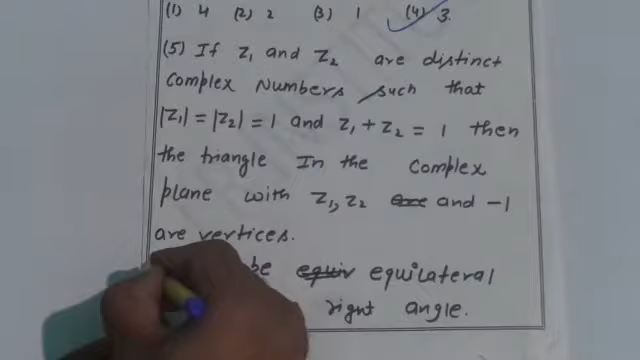 (1) 4 (2) 2 (3) 1 (4) 3.
(5) If Z₁ and Z₂ are distinct
Complex Numbers such that
|Z₁| = |Z₂| = 1 and Z₁ + Z₂ = 1 then
the triangle In the complex
plane with Z₁, Z₂ and -1
are vertices.
be equilateral
right angle.